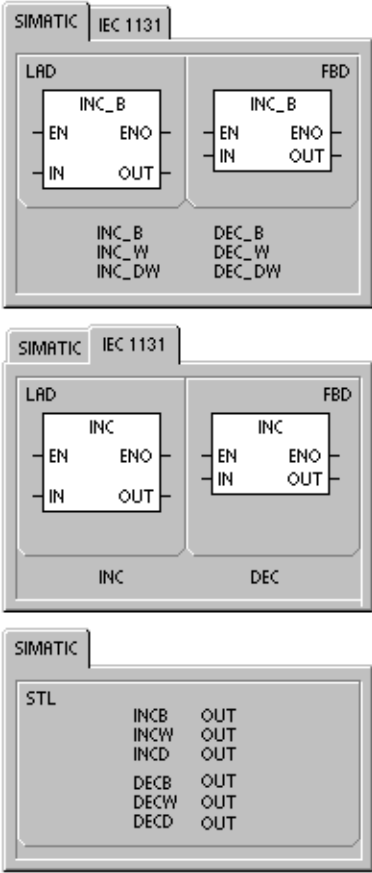 SIMATIC IEC 1131
LAD FBD
INC_B INC_B
EN ENO EN ENO
IN OUT IN OUT
INC_B DEC_B
INC_W DEC_W
INC_DW DEC_DW
SIMATIC IEC 1131
LAD FBD
INC INC
EN ENO EN ENO
IN OUT IN OUT
INC DEC
SIMATIC
STL
INCB OUT
INCW OUT
INCD OUT
DECB OUT
DECW OUT
DECD OUT